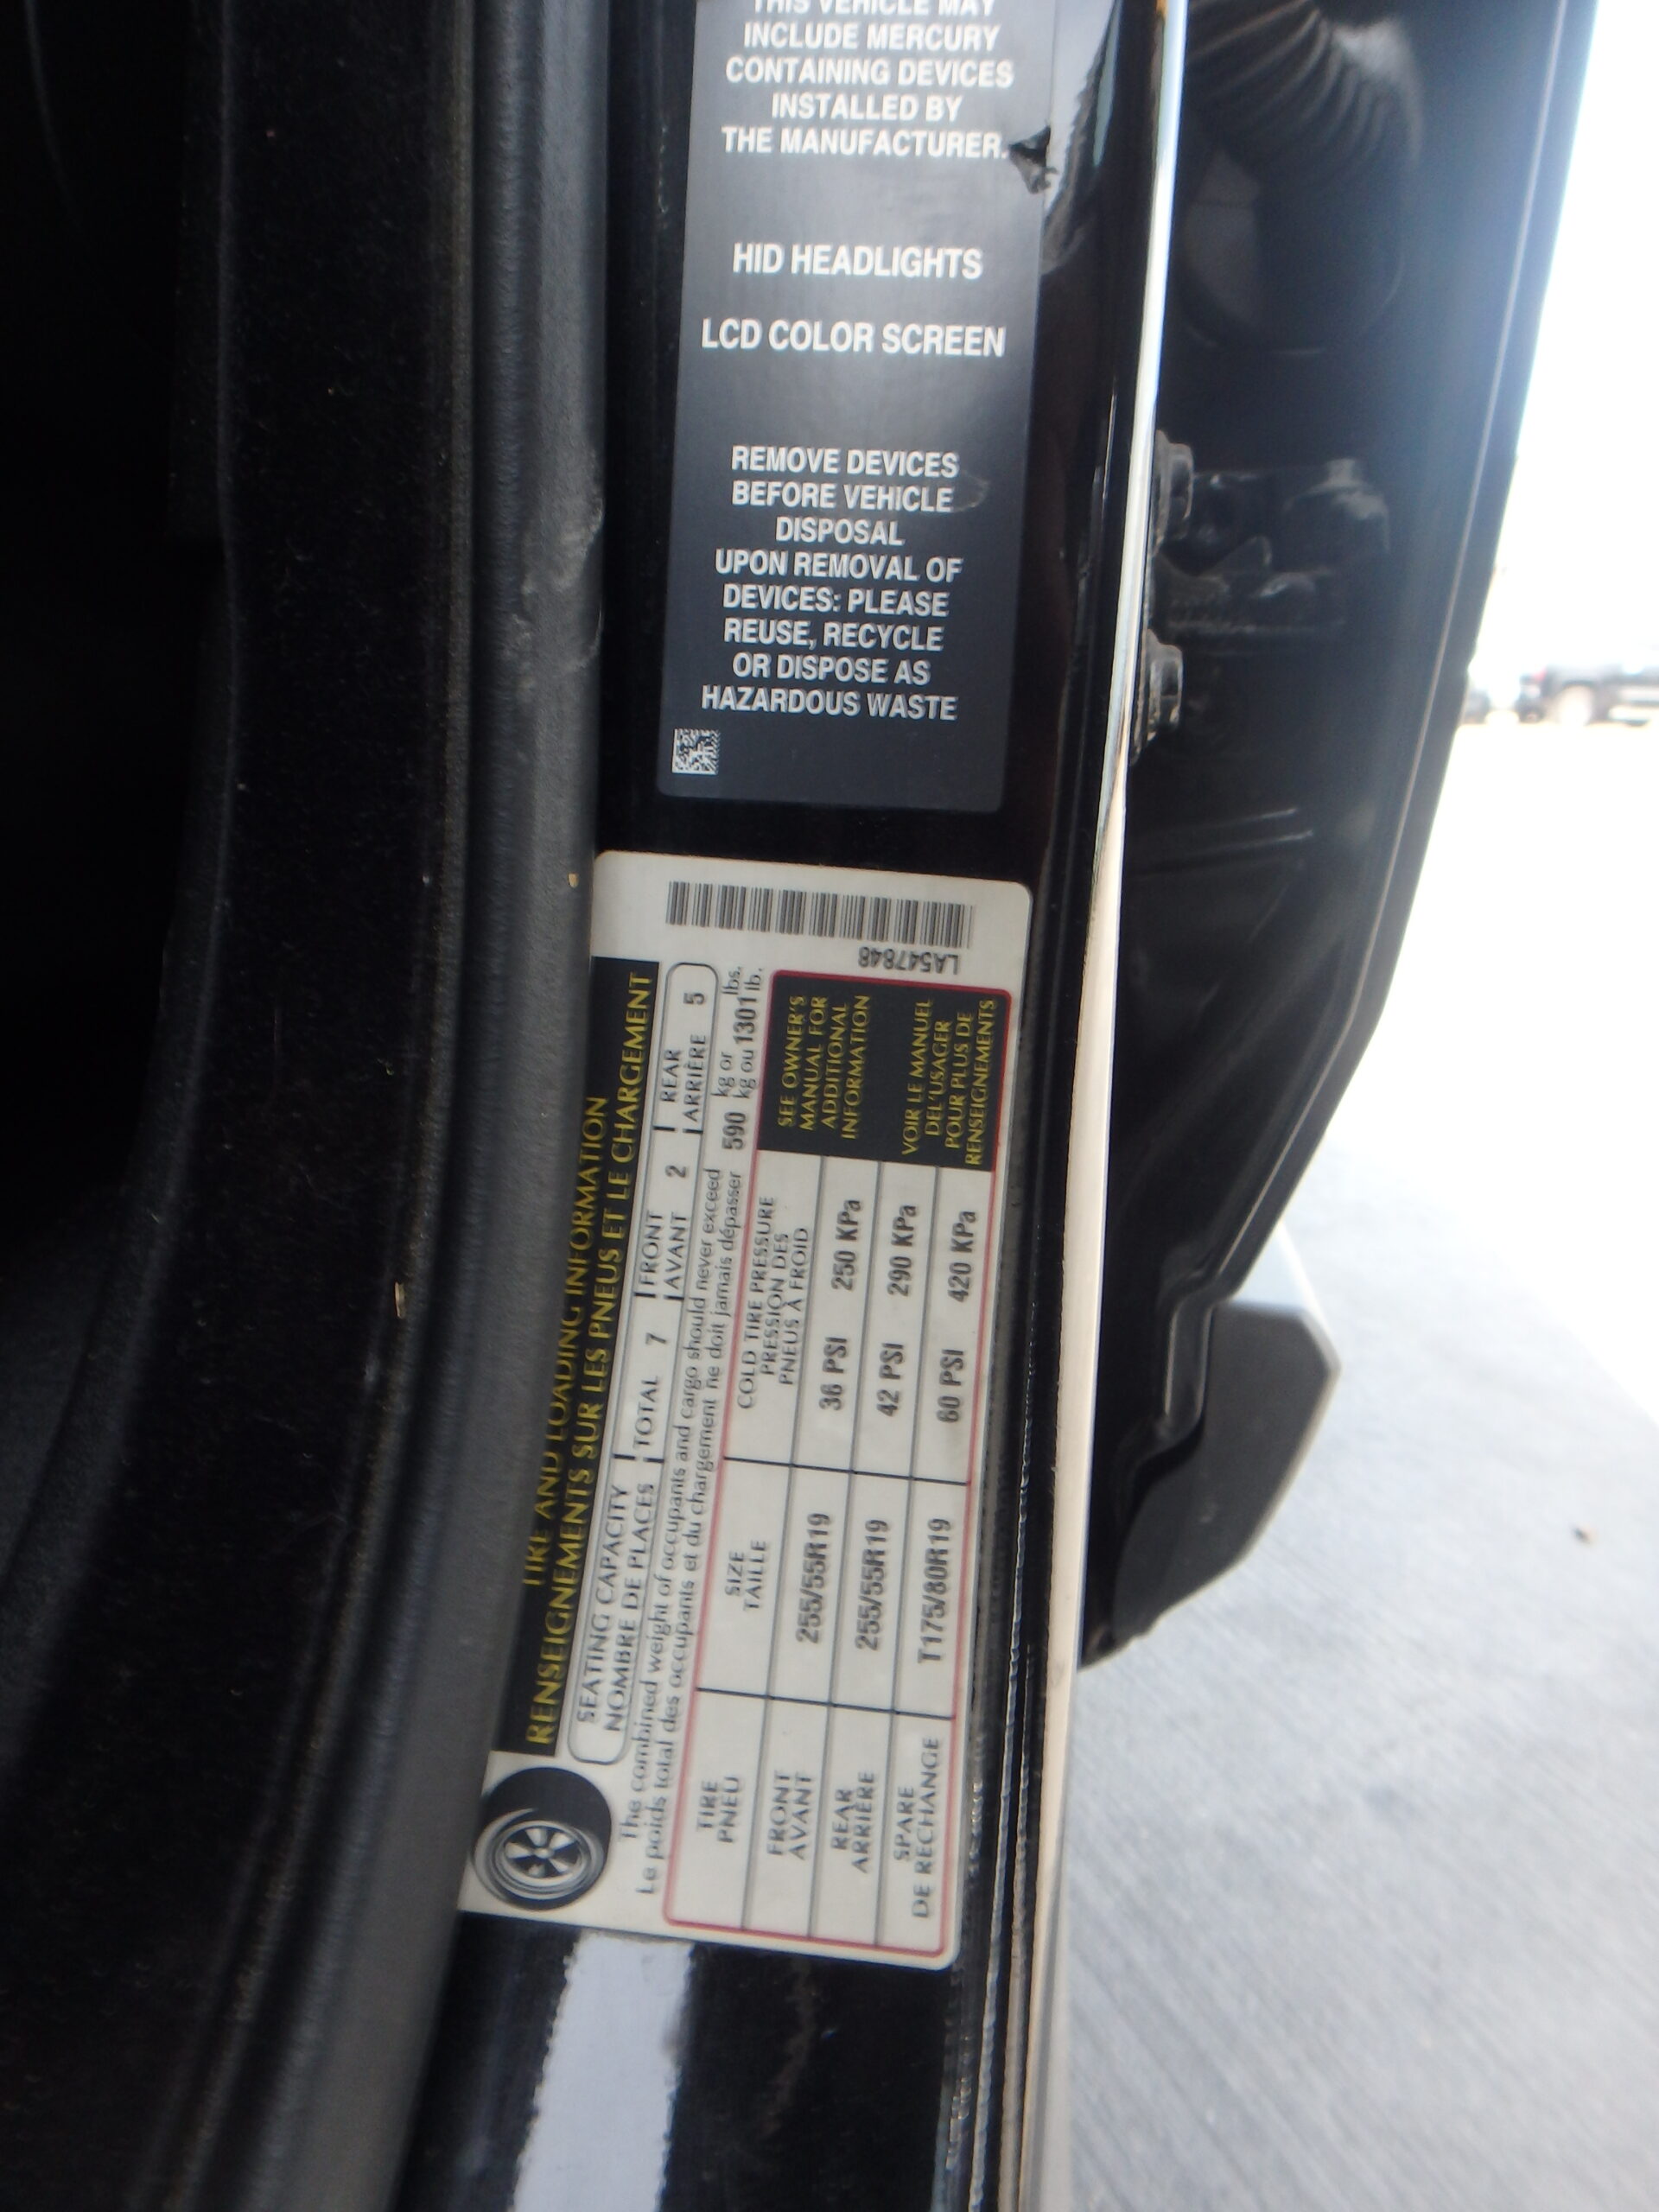 THIS VEHICLE MAY
INCLUDE MERCURY
CONTAINING DEVICES
INSTALLED BY
THE MANUFACTURER.
HID HEADLIGHTS
LCD COLOR SCREEN
REMOVE DEVICES
BEFORE VEHICLE
DISPOSAL
UPON REMOVAL OF
DEVICES: PLEASE
REUSE, RECYCLE
OR DISPOSE AS
HAZARDOUS WASTE
LA547848
TIRE AND LOADING INFORMATION
RENSEIGNEMENTS SUR LES PNEUS ET LE CHARGEMENT
SEATING CAPACITY | TOTAL 7 | FRONT 2 | REAR 5
NOMBRE DE PLACES | | AVANT | ARRIÈRE
The combined weight of occupants and cargo should never exceed 590 kg or 1301 lbs.
Le poids total des occupants et du chargement ne doit jamais dépasser kg ou lb.
TIRE SIZE COLD TIRE PRESSURE
PNEU TAILLE PRESSION DES
PNEUS À FROID
FRONT 255/55R19 36 PSI 250 KPa
AVANT
REAR 255/55R19 42 PSI 290 KPa
ARRIÈRE
SPARE T175/80R19 60 PSI 420 KPa
DE RECHANGE
SEE OWNER'S
MANUAL FOR
ADDITIONAL
INFORMATION
VOIR LE MANUEL
DEL'USAGER
POUR PLUS DE
RENSEIGNEMENTS